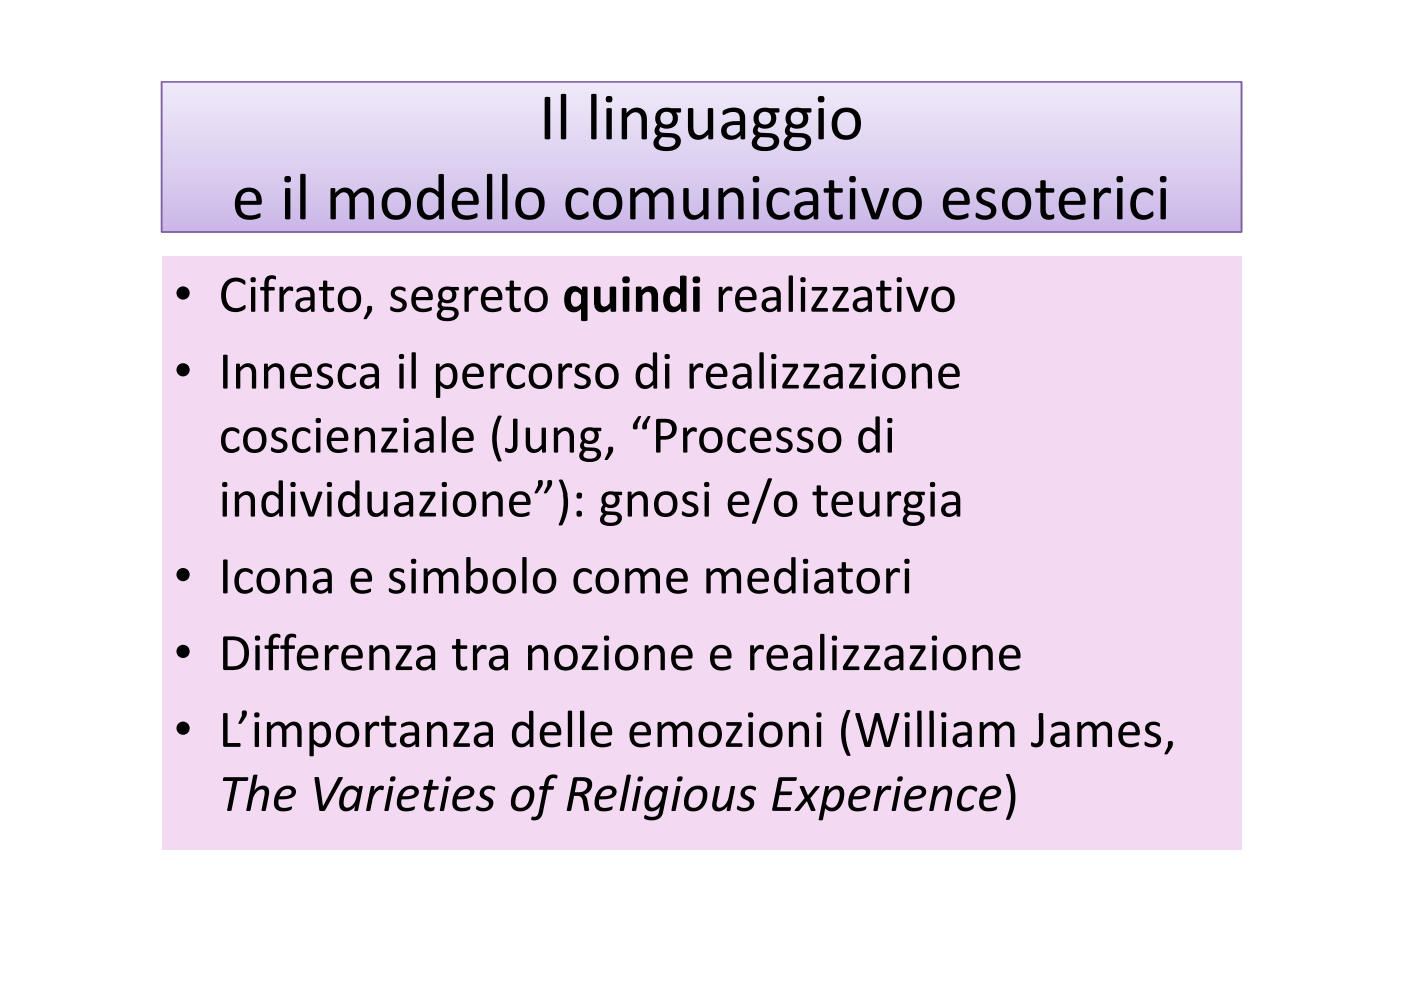 Il linguaggio
e il modello comunicativo esoterici
• Cifrato, segreto quindi realizzativo
• Innesca il percorso di realizzazione
coscienziale (Jung, “Processo di
individuazione”): gnosi e/o teurgia
• Icona e simbolo come mediatori
• Differenza tra nozione e realizzazione
• L’importanza delle emozioni (William James,
The Varieties of Religious Experience)